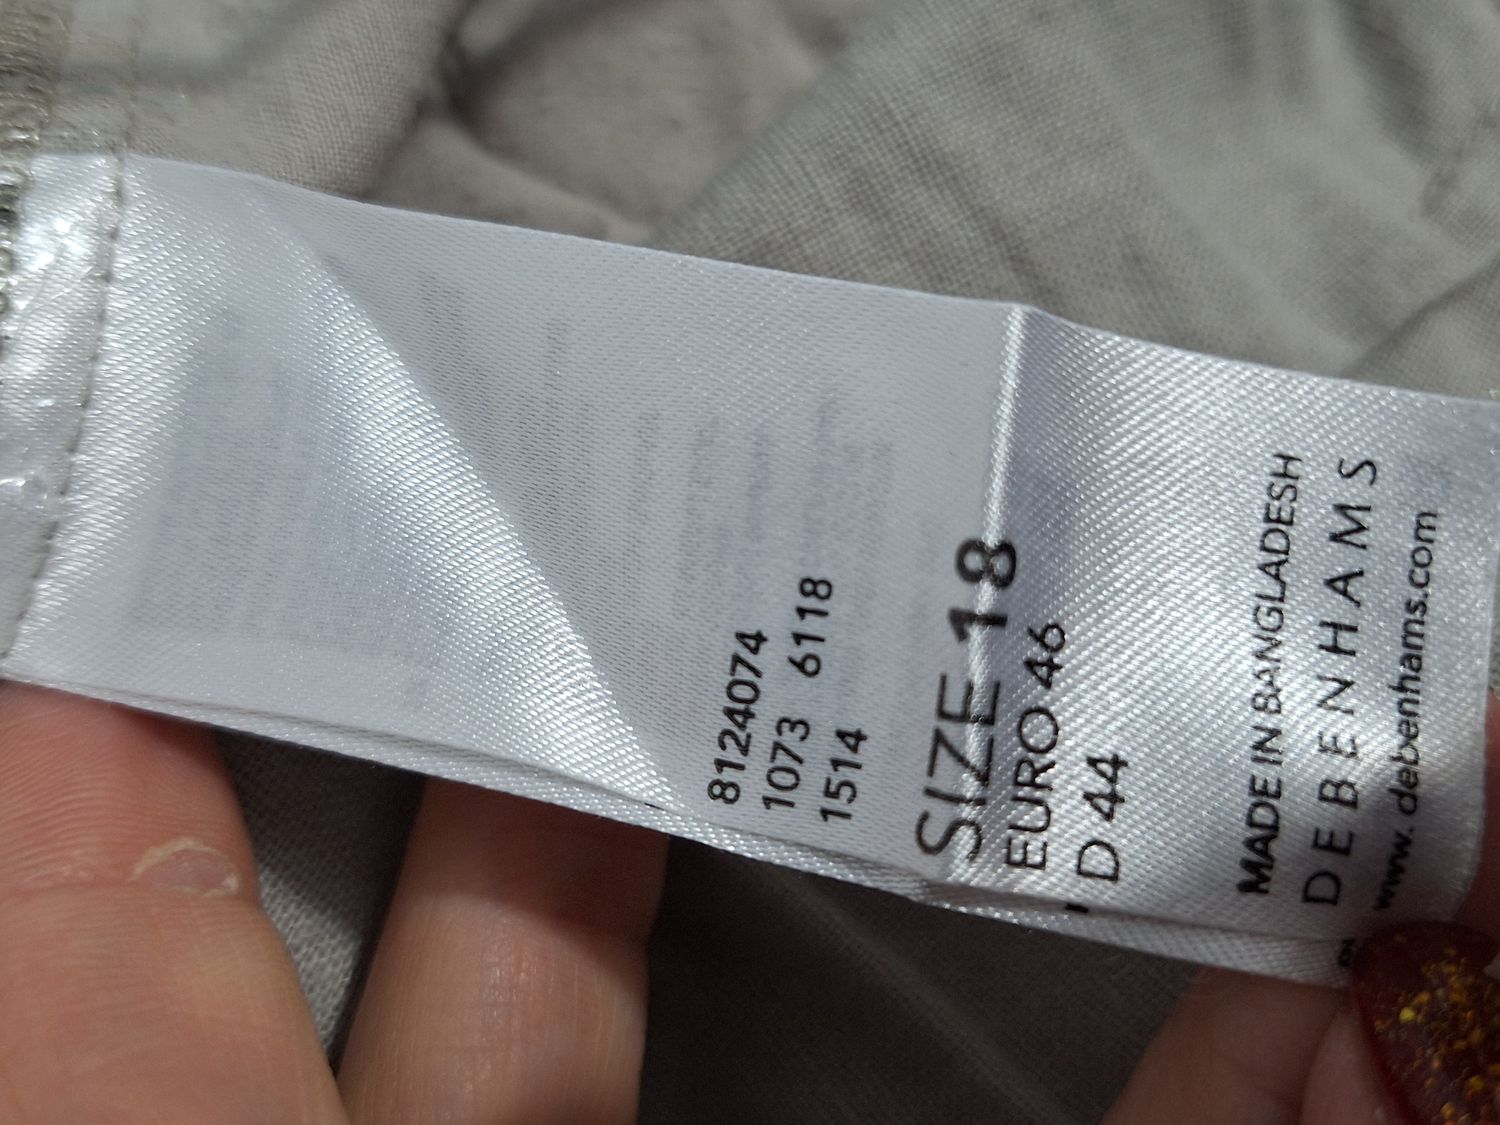 8124074
1073 6118
1514
SIZE 18
EURO 46
D 44
MADE IN BANGLADESH
DEBENHAMS
www.debenhams.com